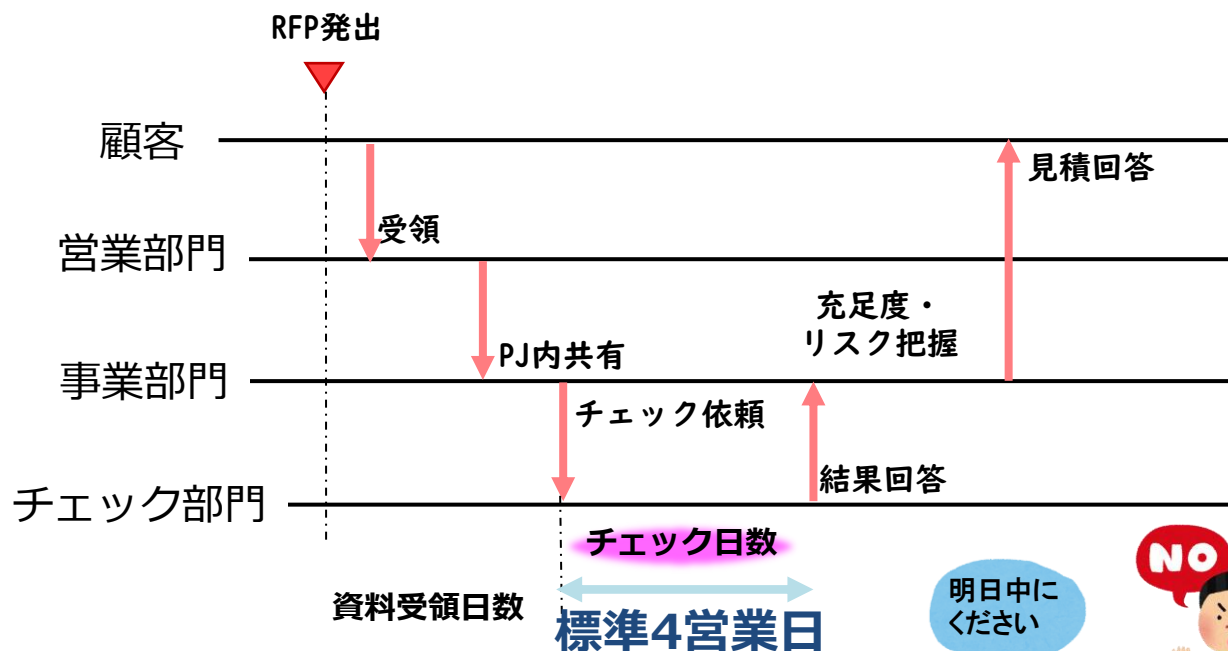 RFP発出
顧客
受領
見積回答
営業部門
PJ内共有
充足度・
リスク把握
事業部門
チェック依頼
結果回答
チェック部門
チェック日数
資料受領日数
標準4営業日
明日中に
ください
NO